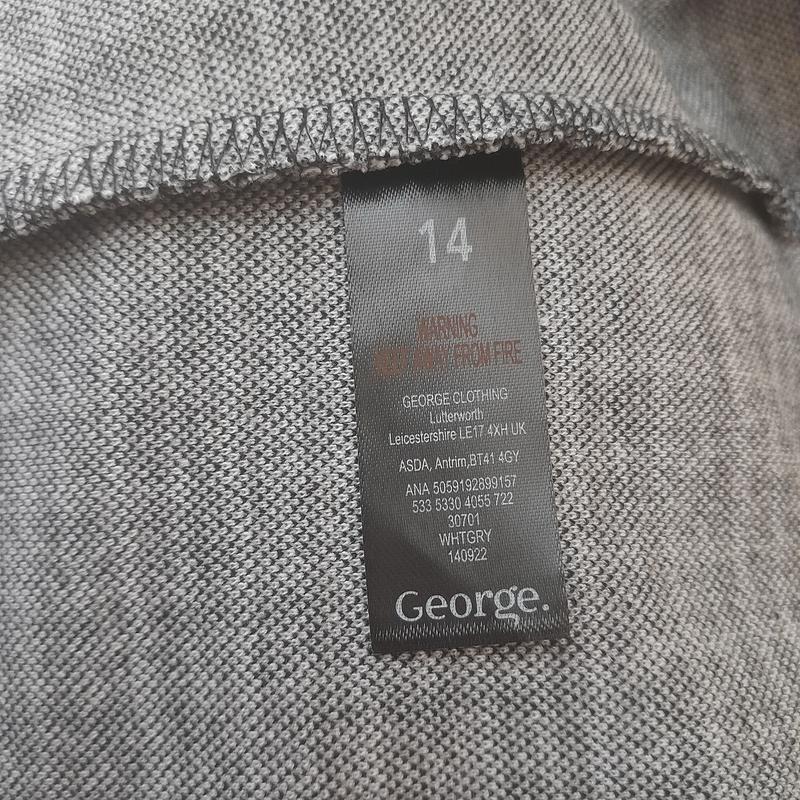 14
WARNING
KEEP AWAY FROM FIRE
GEORGE CLOTHING
Lutterworth
Leicestershire LE17 4XH UK
ASDA, Antrim,BT41 4GY
ANA 5059192899157
533 5330 4055 722
30701
WHTGRY
140922
George.